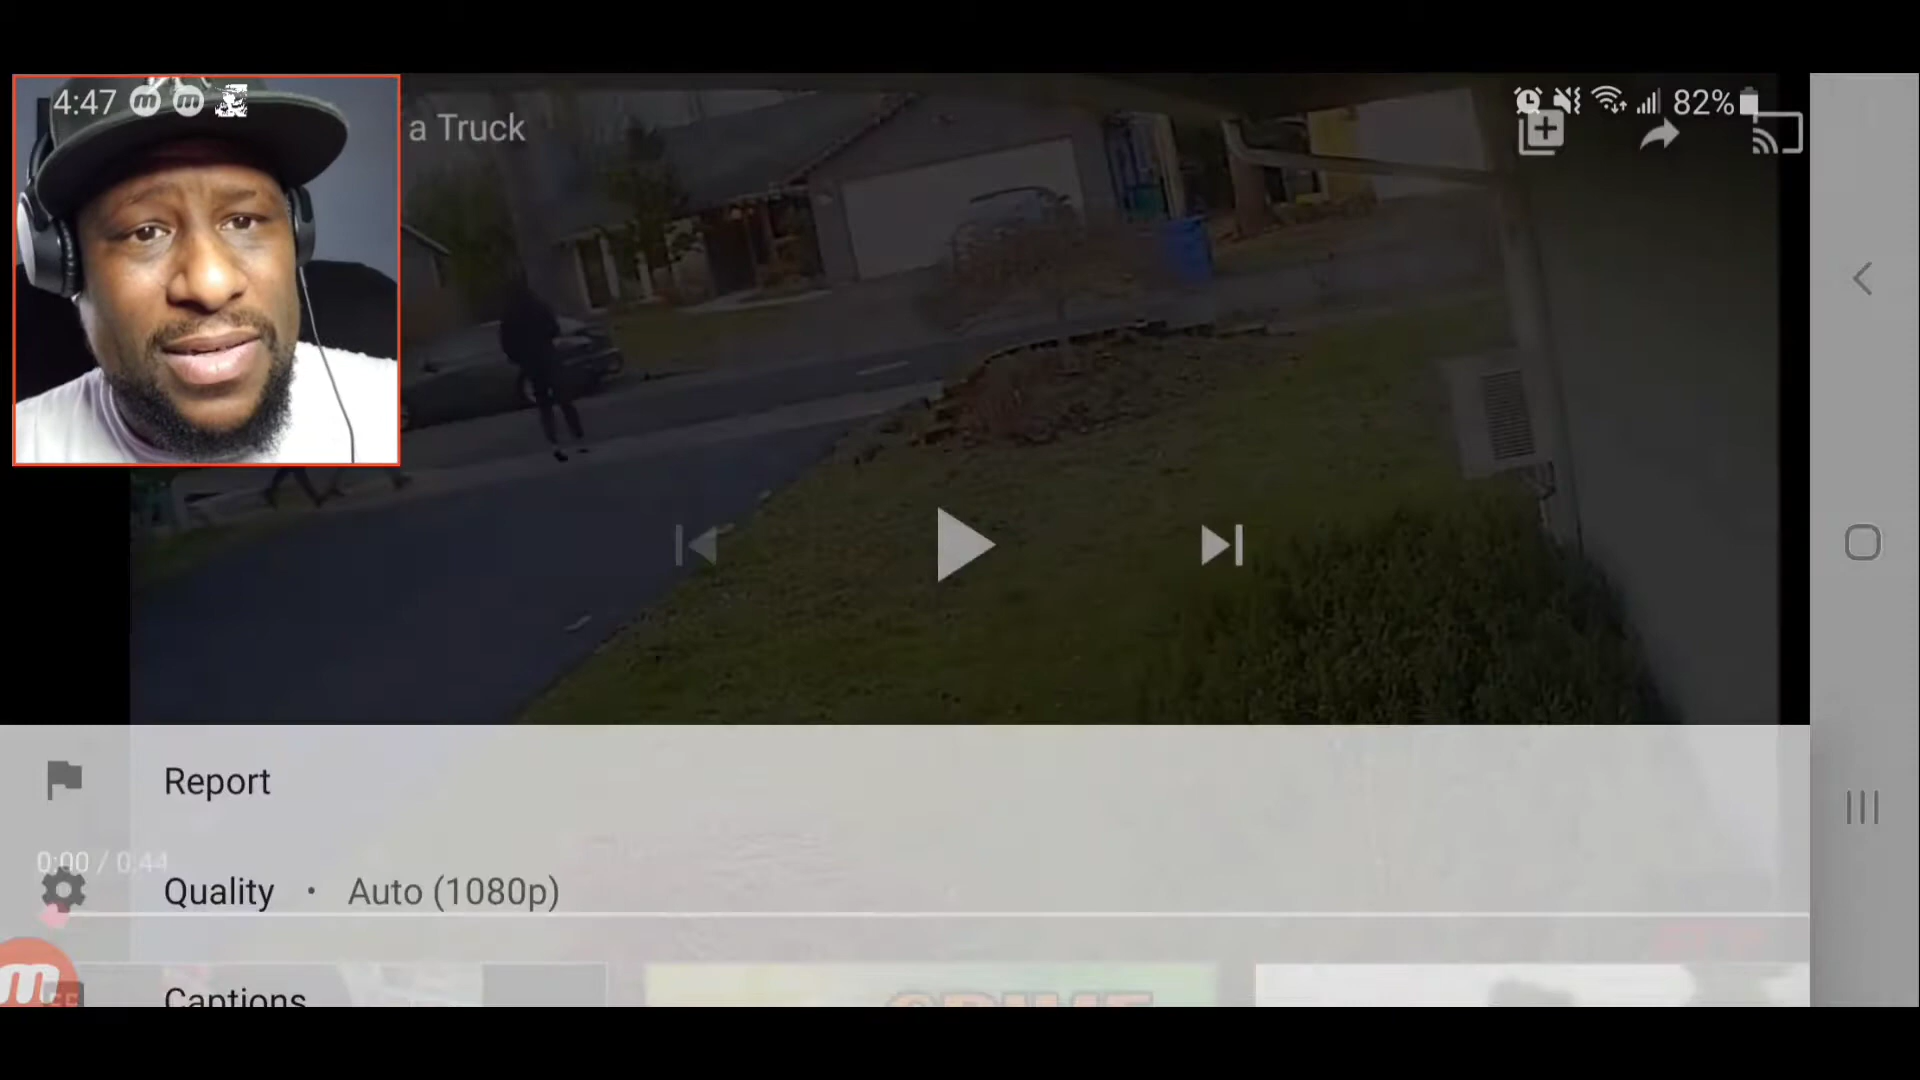 4:47
82%
a Truck
Report
0:00 / 0:44
Quality • Auto (1080p)
Captions